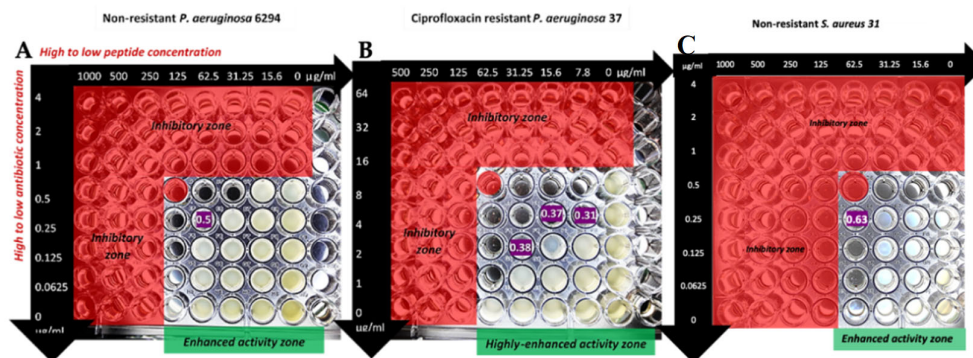 Non-resistant P. aeruginosa 6294
A
High to low peptide concentration
1000 500 250 125 62.5 31.25 15.6 0 µg/ml
High to low antibiotic concentration
4
2
1
0.5
0.25
0.125
0.0625
0
µg/ml
Inhibitory zone
0.5
Inhibitory zone
Enhanced activity zone
Ciprofloxacin resistant P. aeruginosa 37
B
500 250 125 62.5 31.25 15.6 7.8 0 µg/ml
64
32
16
8
4
2
1
0
µg/ml
Inhibitory zone
0.37 0.31
0.38
Inhibitory zone
Highly-enhanced activity zone
Non-resistant S. aureus 31
C
µg/ml 1000 500 250 125 62.5 31.25 15.6 0
4
2
1
0.5
0.25
0.125
0.0625
0
Inhibitory zone
0.63
Inhibitory zone
Enhanced activity zone